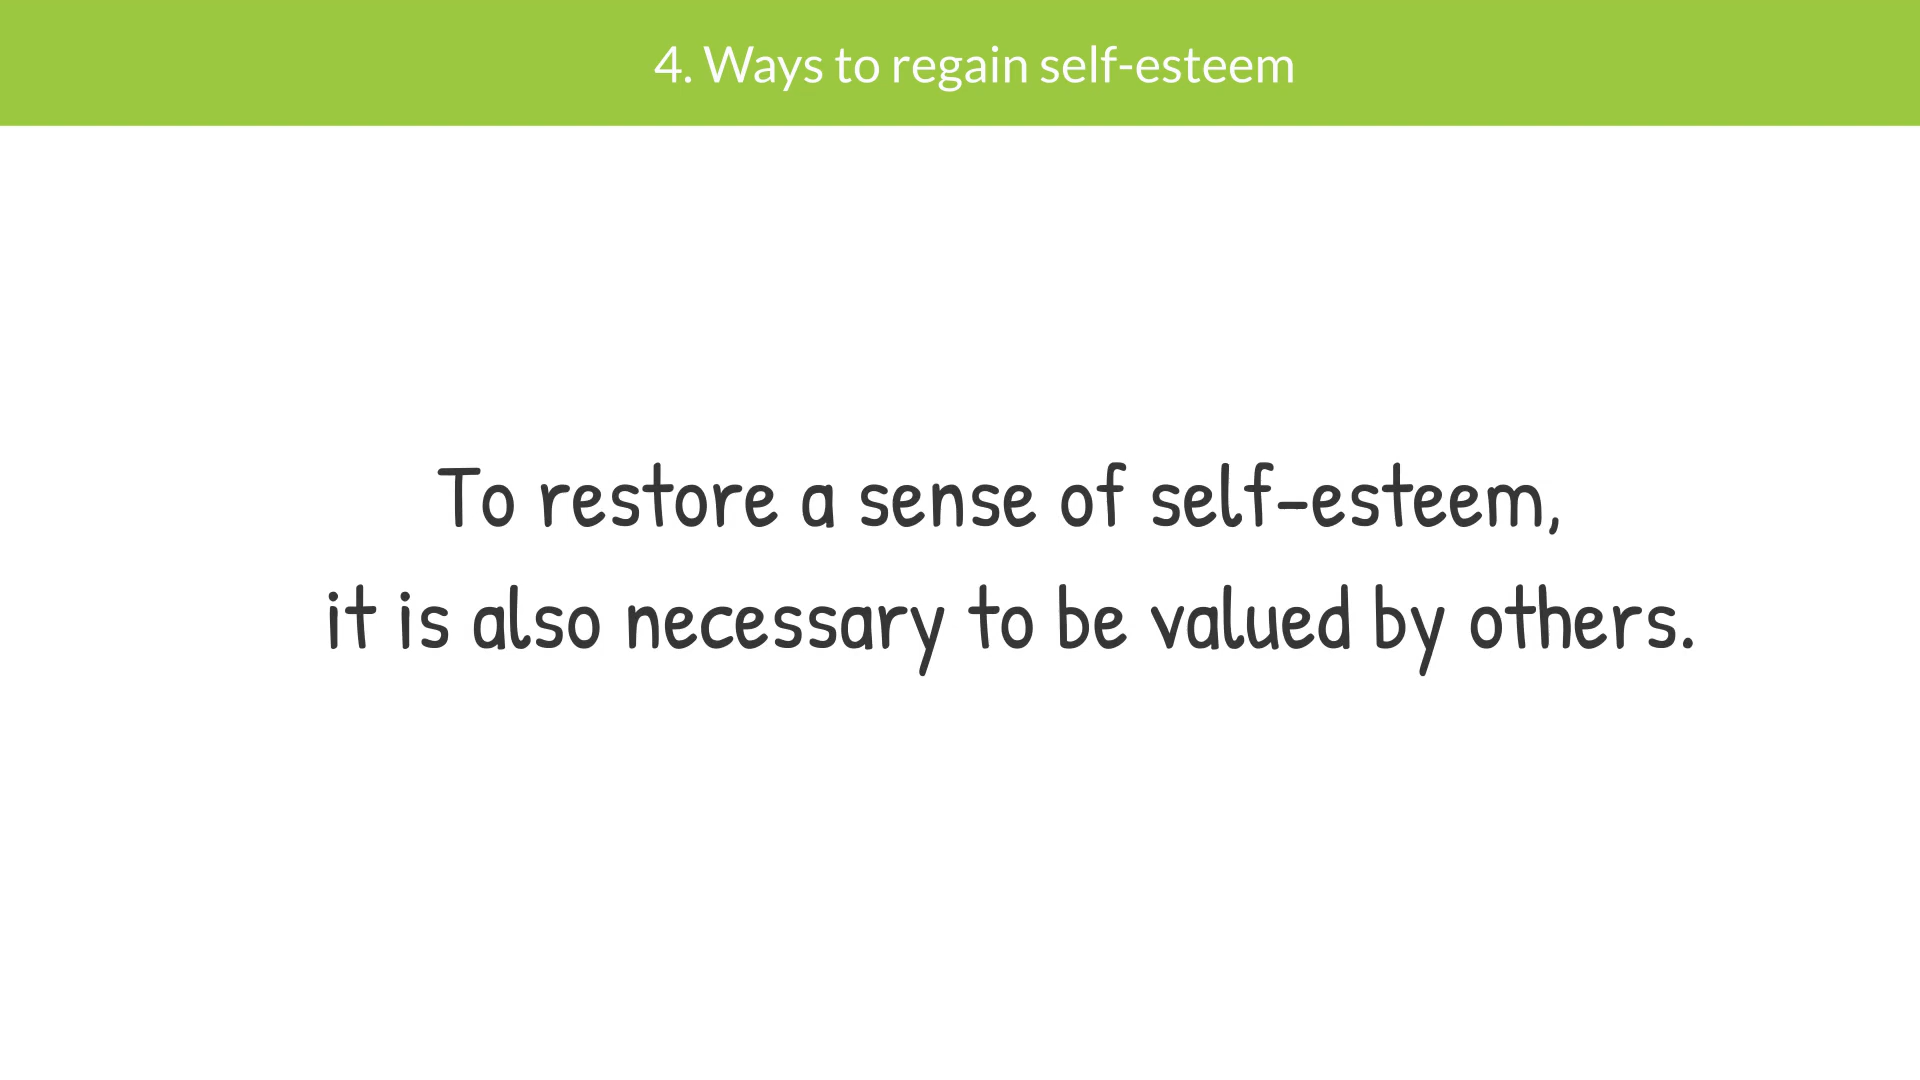 4. Ways to regain self-esteem
To restore a sense of self-esteem,
it is also necessary to be valued by others.